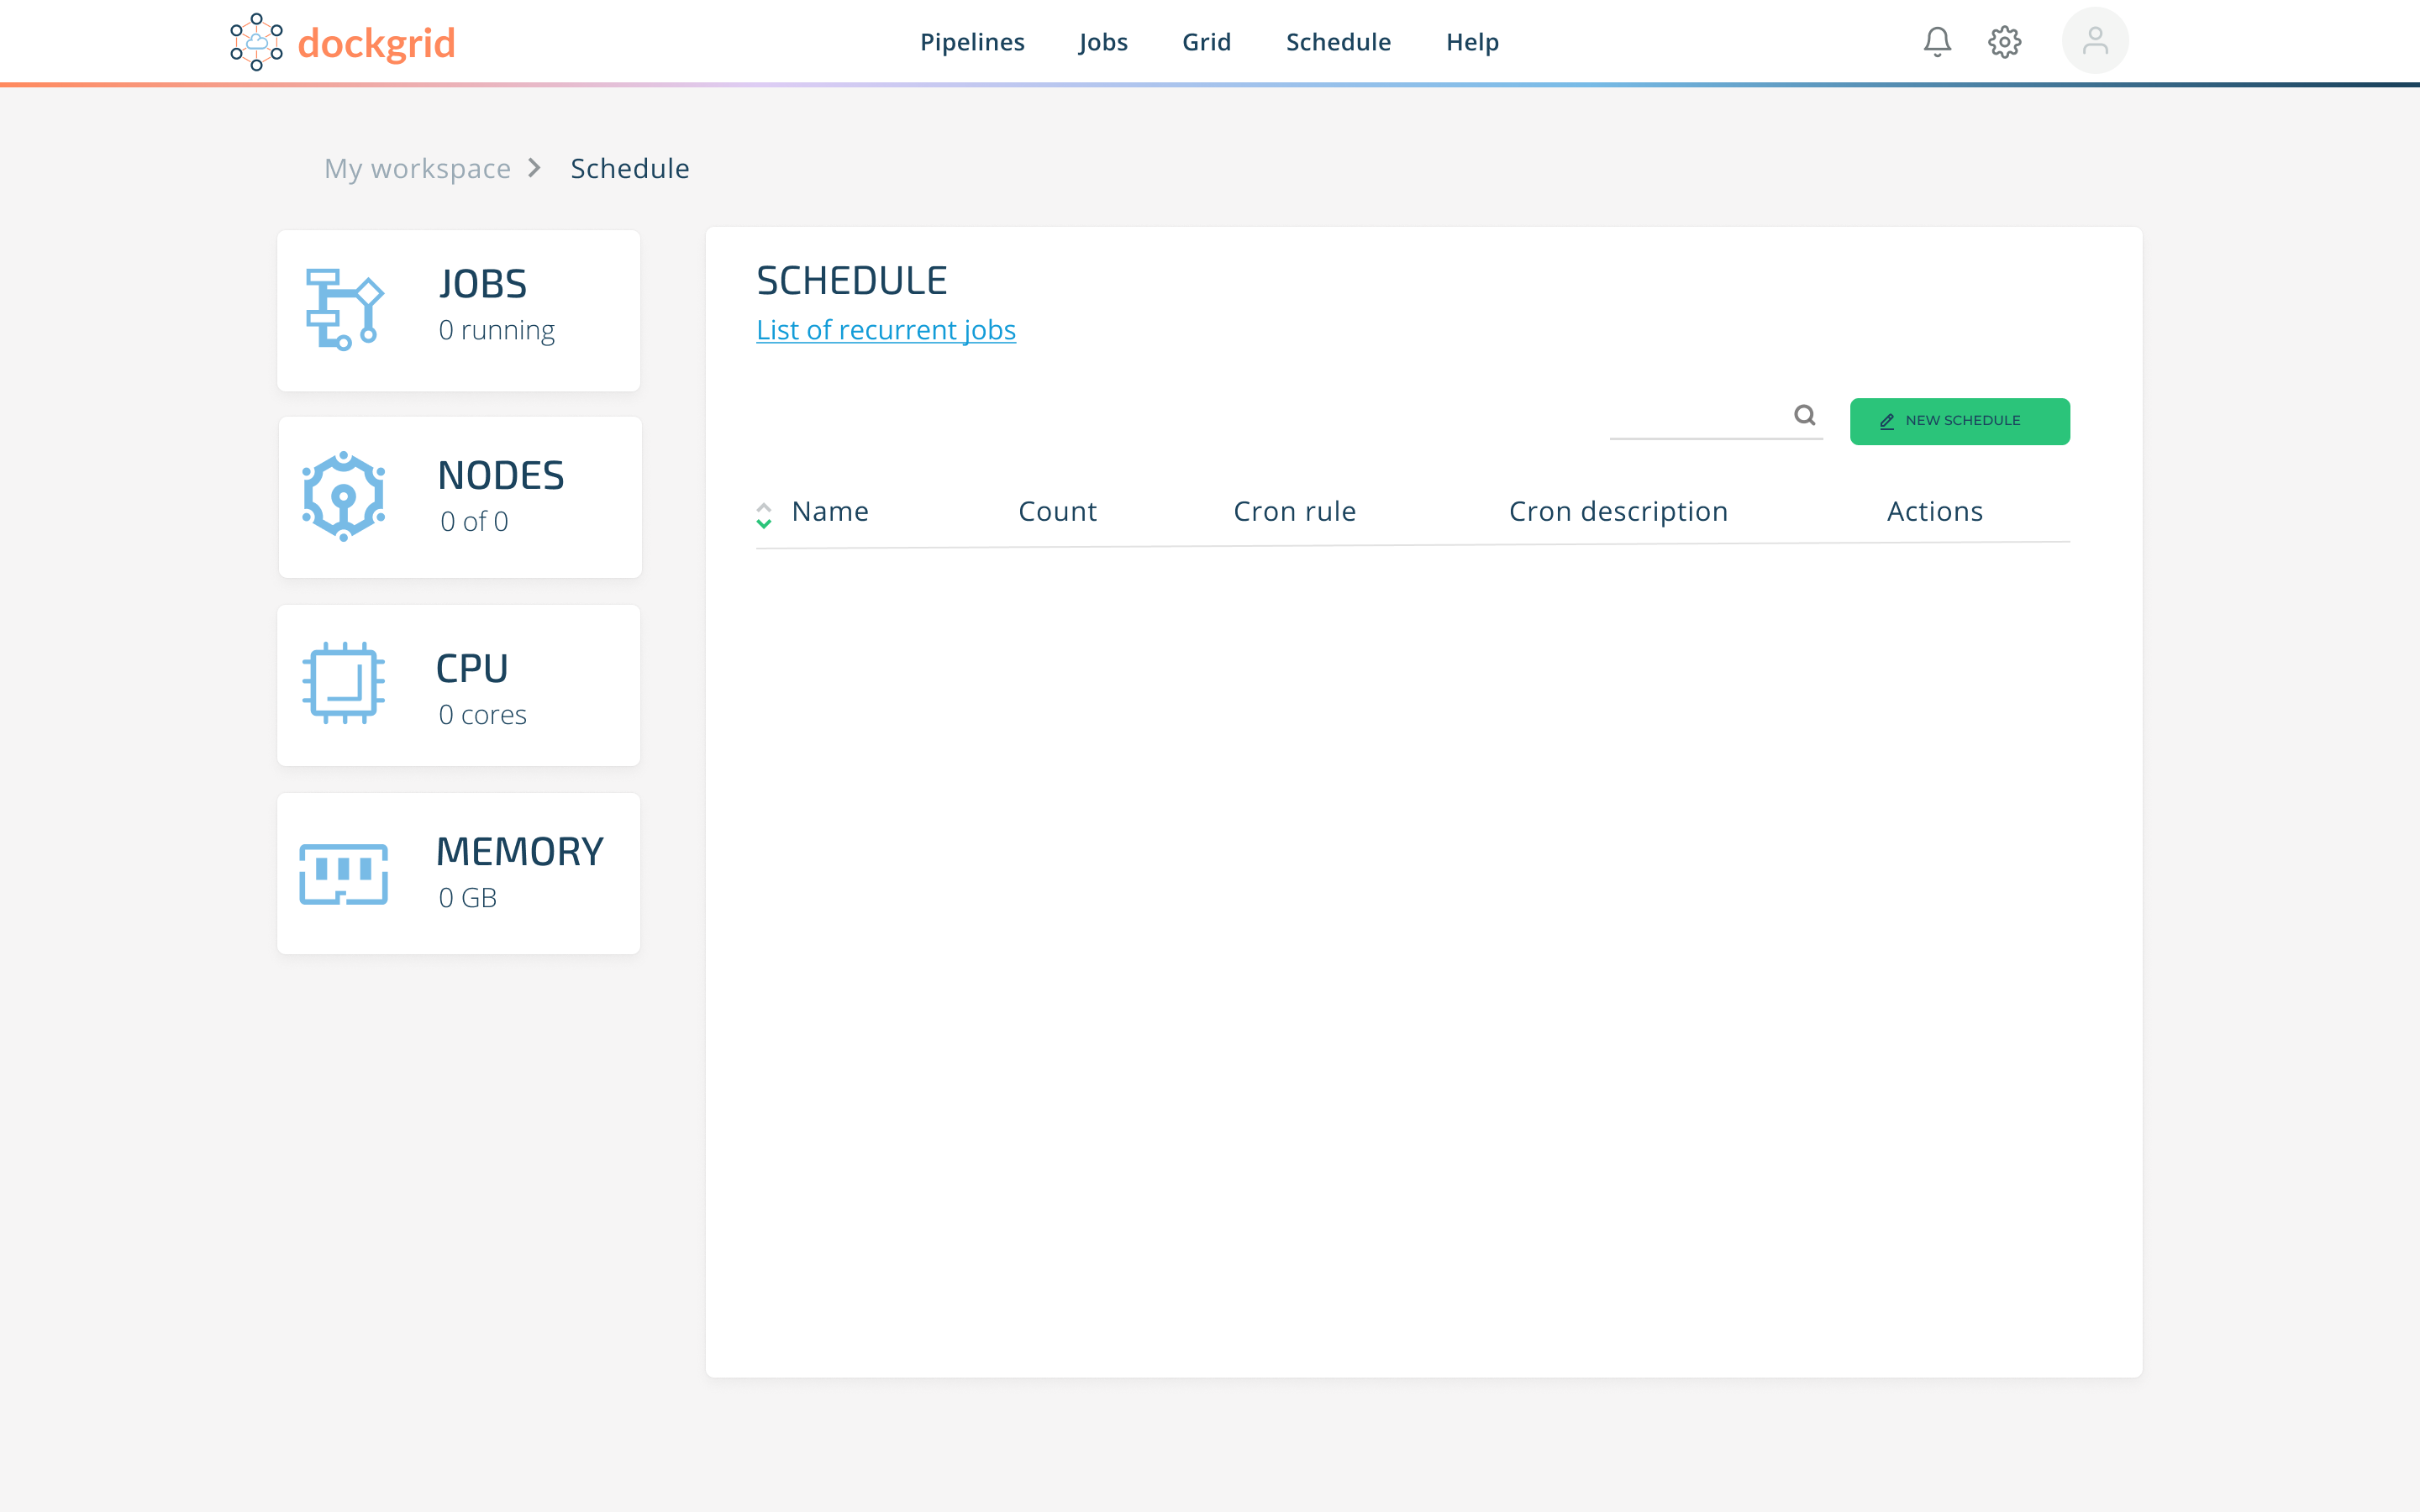 dockgrid
Pipelines Jobs Grid Schedule Help
My workspace Schedule
JOBS
0 running
NODES
0 of 0
CPU
0 cores
MEMORY
0 GB
SCHEDULE
List of recurrent jobs
NEW SCHEDULE
Name Count Cron rule Cron description Actions